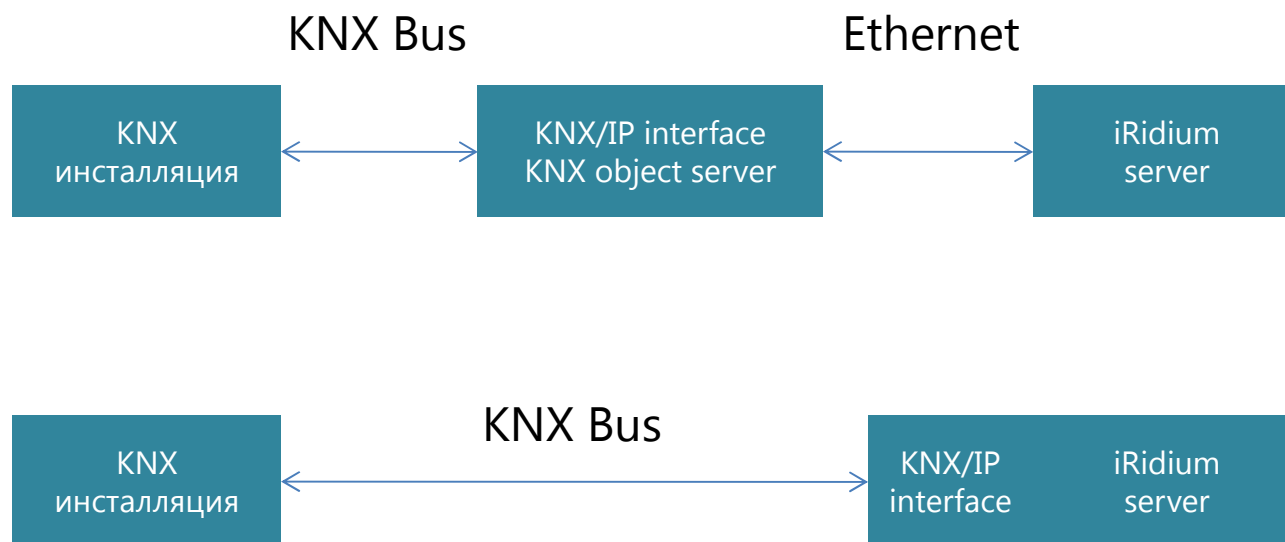 KNX Bus
Ethernet
KNX
инсталляция
KNX/IP interface
KNX object server
iRidium
server
KNX Bus
KNX
инсталляция
KNX/IP
interface
iRidium
server